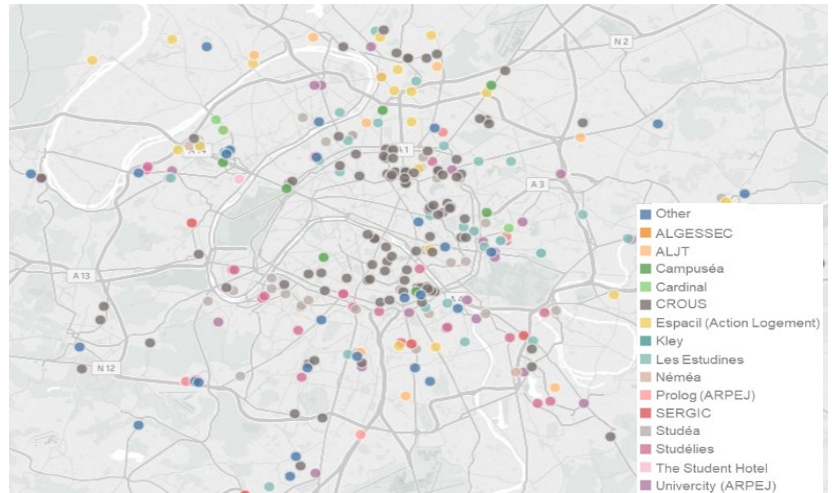 N 2
A 1
A 3
A 13
A 4
N 12
Other
ALGESSEC
ALJT
Campuséa
Cardinal
CROUS
Espacil (Action Logement)
Kley
Les Estudines
Néméa
Prolog (ARPEJ)
SERGIC
Studéa
Studélies
The Student Hotel
Univercity (ARPEJ)